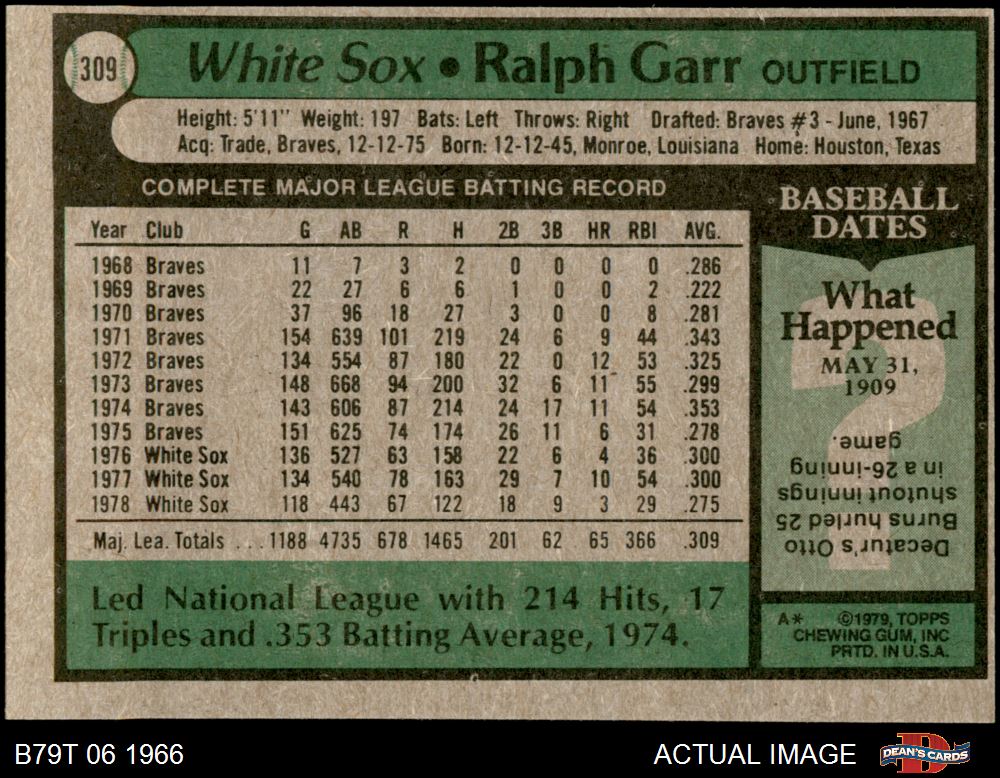 309
White Sox • Ralph Garr OUTFIELD
Height: 5'11" Weight: 197 Bats: Left Throws: Right Drafted: Braves #3 - June, 1967
Acq: Trade, Braves, 12-12-75 Born: 12-12-45, Monroe, Louisiana Home: Houston, Texas
COMPLETE MAJOR LEAGUE BATTING RECORD
Year Club G AB R H 2B 3B HR RBI AVG.
1968 Braves 11 7 3 2 0 0 0 0 .286
1969 Braves 22 27 6 6 1 0 0 2 .222
1970 Braves 37 96 18 27 3 0 0 8 .281
1971 Braves 154 639 101 219 24 6 9 44 .343
1972 Braves 134 554 87 180 22 0 12 53 .325
1973 Braves 148 668 94 200 32 6 11 55 .299
1974 Braves 143 606 87 214 24 17 11 54 .353
1975 Braves 151 625 74 174 26 11 6 31 .278
1976 White Sox 136 527 63 158 22 6 4 36 .300
1977 White Sox 134 540 78 163 29 7 10 54 .300
1978 White Sox 118 443 67 122 18 9 3 29 .275
Maj. Lea. Totals ... 1188 4735 678 1465 201 62 65 366 .309
Led National League with 214 Hits, 17
Triples and .353 Batting Average, 1974.
BASEBALL
DATES
What
Happened
MAY 31,
1909
?
Decatur's Otto
Burns hurled 25
shutout innings
in a 26-inning
game.
A* ©1979, TOPPS
CHEWING GUM, INC
PRTD. IN U.S.A.
B79T 06 1966
ACTUAL IMAGE
DEAN'S CARDS